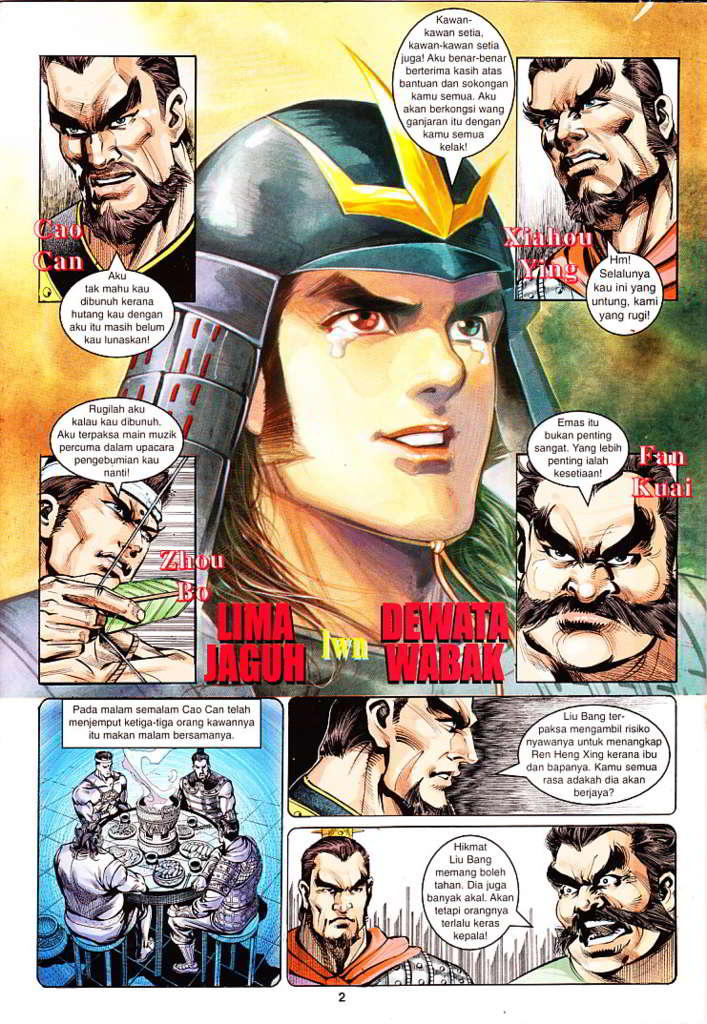 Kawan-
kawan setia,
kawan-kawan setia
juga! Aku benar-benar
berterima kasih atas
bantuan dan sokongan
kamu semua. Aku
akan berkongsi wang
ganjaran itu dengan
kamu semua
kelak!
Cao
Can
Aku
tak mahu kau
dibunuh kerana
hutang kau dengan
aku itu masih belum
kau lunaskan!
Xiahou
Ying
Hm!
Selalunya
kau ini yang
untung, kami
yang rugi!
Rugilah aku
kalau kau dibunuh.
Aku terpaksa main muzik
percuma dalam upacara
pengebumian kau
nanti!
Zhou
Bo
Emas itu
bukan penting
sangat. Yang lebih
penting ialah
kesetiaan!
Fan
Kuai
LIMA
JAGUH
lwn
DEWATA
WABAK
Pada malam semalam Cao Can telah
menjemput ketiga-tiga orang kawannya
itu makan malam bersamanya.
Liu Bang ter-
paksa mengambil risiko
nyawanya untuk menangkap
Ren Heng Xing kerana ibu
dan bapanya. Kamu semua
rasa adakah dia akan
berjaya?
Hikmat
Liu Bang
memang boleh
tahan. Dia juga
banyak akal. Akan
tetapi orangnya
terlalu keras
kepala!
2